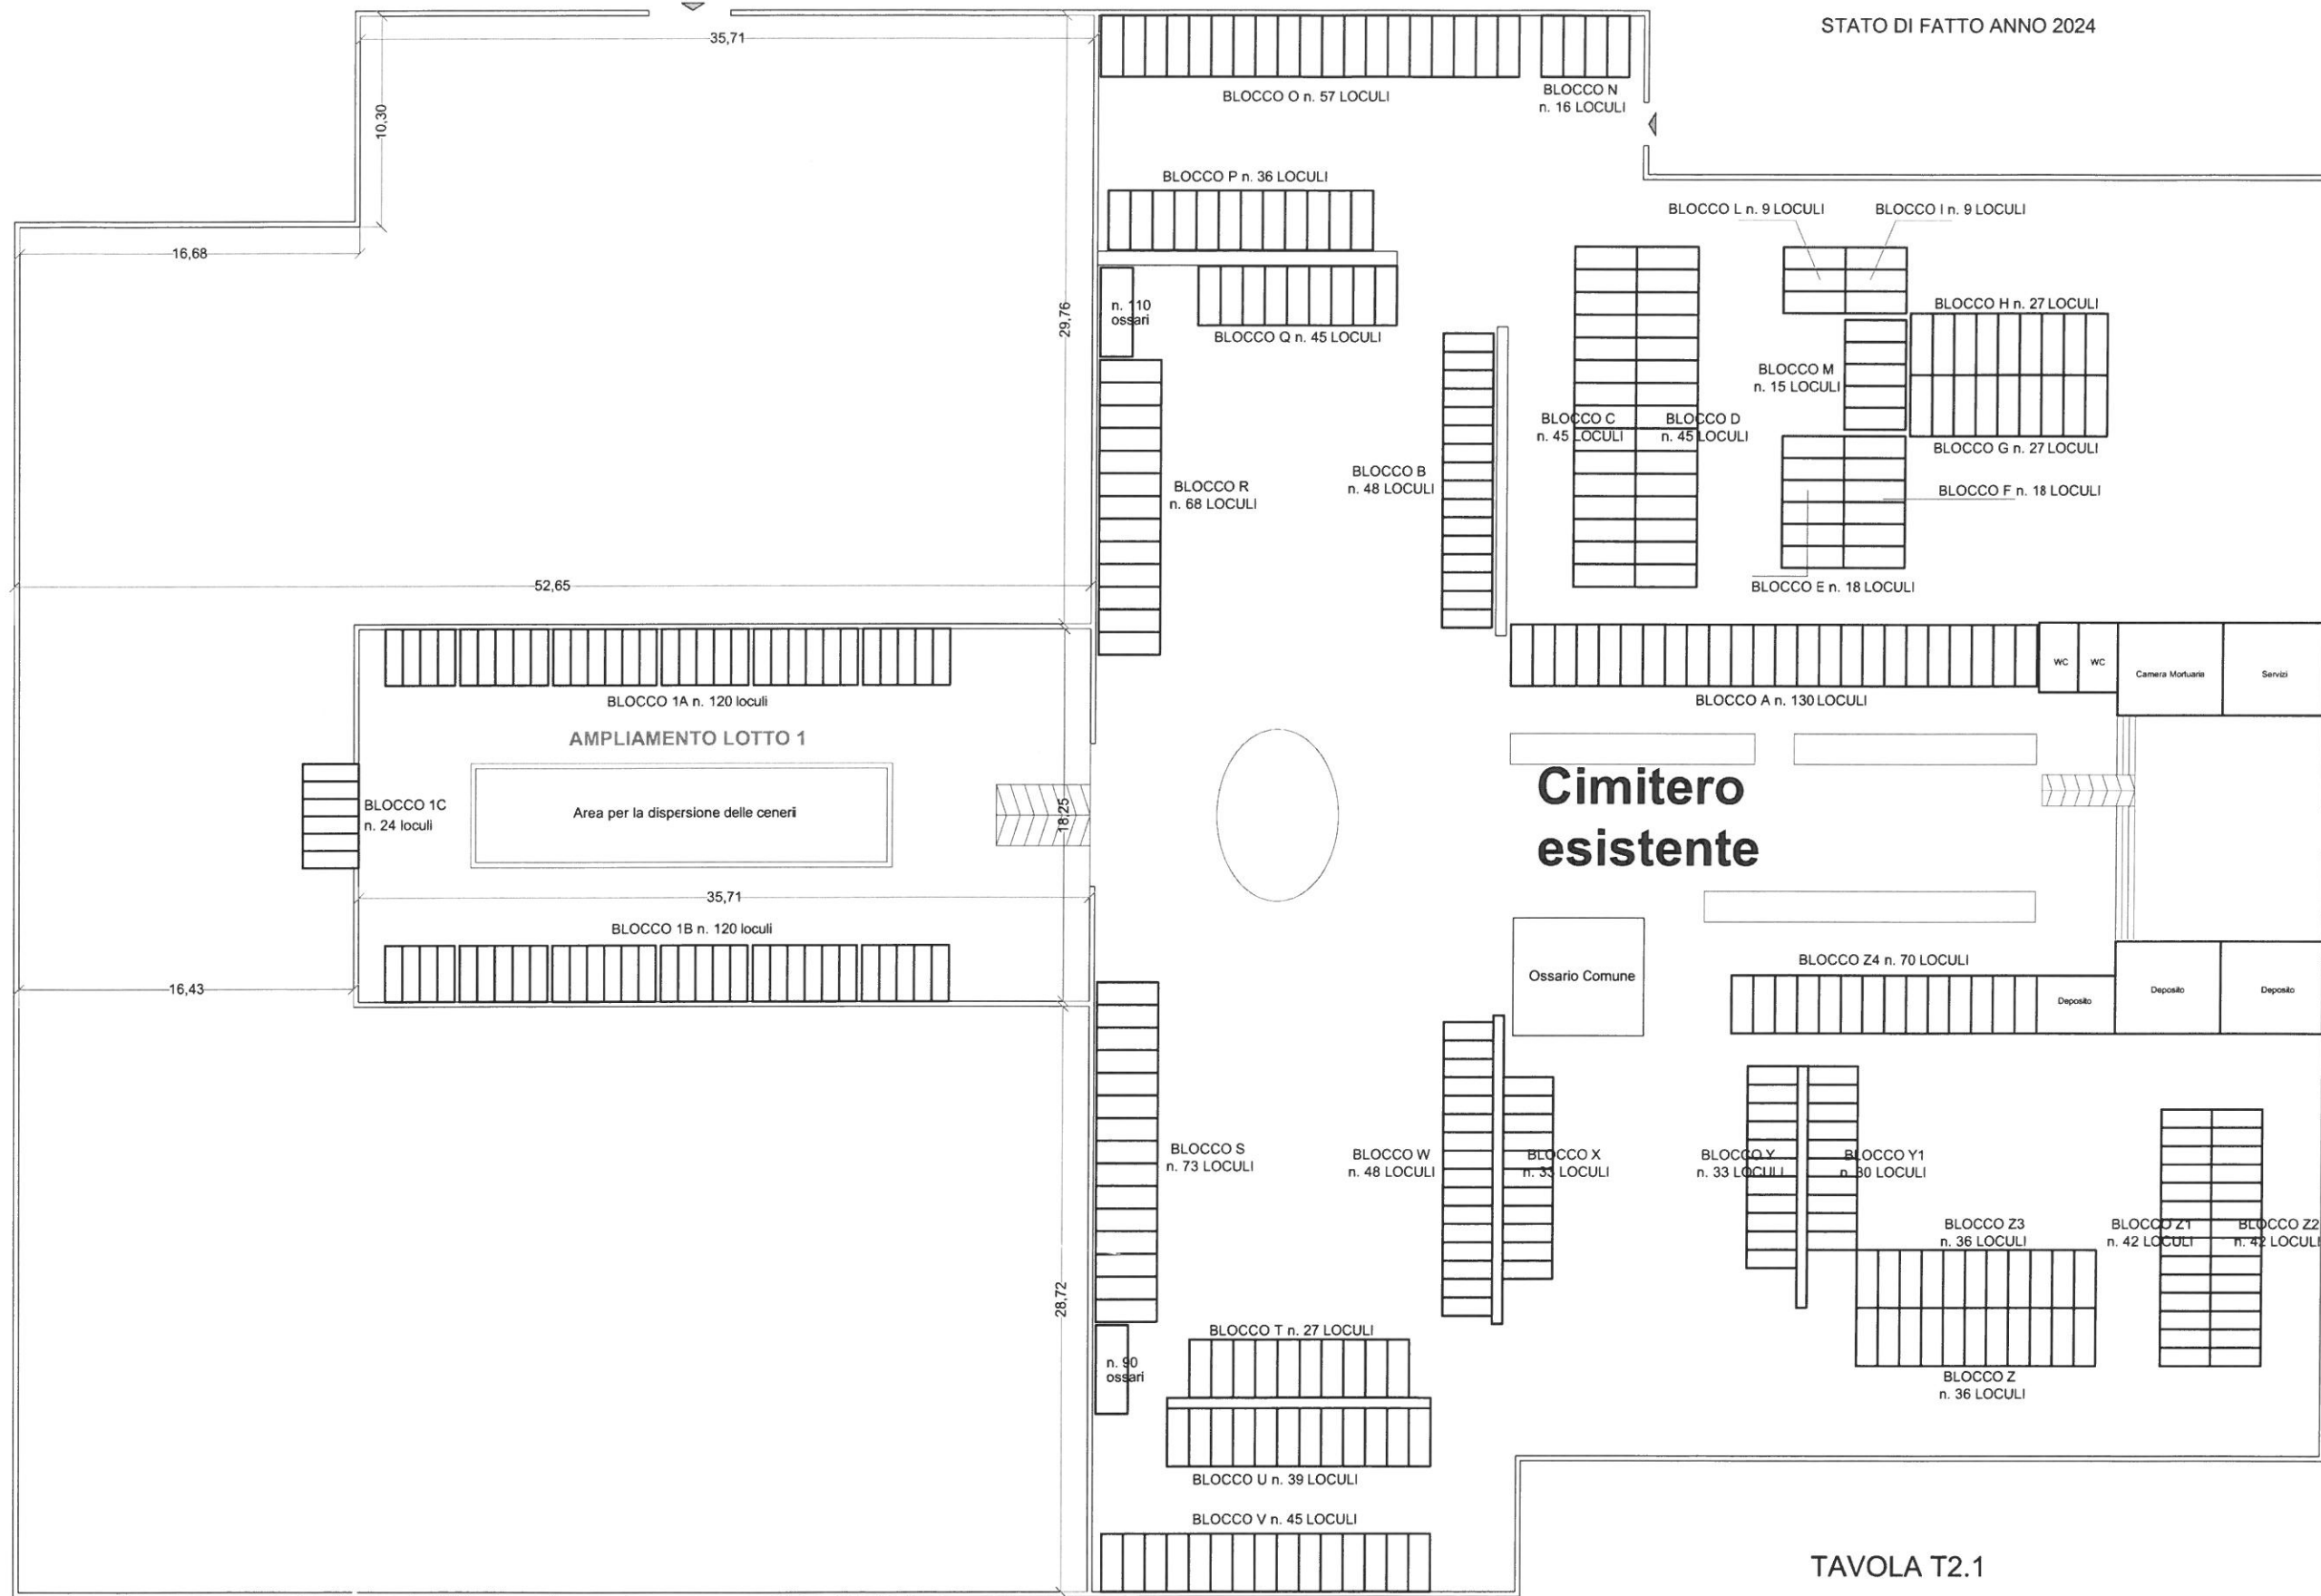 STATO DI FATTO ANNO 2024
35,71
10,30
BLOCCO O n. 57 LOCULI
BLOCCO N
n. 16 LOCULI
BLOCCO P n. 36 LOCULI
BLOCCO L n. 9 LOCULI
BLOCCO I n. 9 LOCULI
16,68
29,76
n. 110
ossari
BLOCCO Q n. 45 LOCULI
BLOCCO H n. 27 LOCULI
BLOCCO M
n. 15 LOCULI
BLOCCO C
n. 45 LOCULI
BLOCCO D
n. 45 LOCULI
BLOCCO G n. 27 LOCULI
BLOCCO R
n. 68 LOCULI
BLOCCO B
n. 48 LOCULI
BLOCCO F n. 18 LOCULI
52,65
BLOCCO E n. 18 LOCULI
WC
WC
Camera Mortuaria
Servizi
BLOCCO 1A n. 120 loculi
BLOCCO A n. 130 LOCULI
AMPLIAMENTO LOTTO 1
BLOCCO 1C
n. 24 loculi
Area per la dispersione delle ceneri
18,25
Cimitero
esistente
35,71
BLOCCO 1B n. 120 loculi
BLOCCO Z4 n. 70 LOCULI
Ossario Comune
16,43
Deposito
Deposito
Deposito
BLOCCO S
n. 73 LOCULI
BLOCCO W
n. 48 LOCULI
BLOCCO X
n. 33 LOCULI
BLOCCO Y
n. 33 LOCULI
BLOCCO Y1
n. 30 LOCULI
BLOCCO Z3
n. 36 LOCULI
BLOCCO Z1
n. 42 LOCULI
BLOCCO Z2
n. 42 LOCULI
28,72
BLOCCO T n. 27 LOCULI
n. 90
ossari
BLOCCO Z
n. 36 LOCULI
BLOCCO U n. 39 LOCULI
BLOCCO V n. 45 LOCULI
TAVOLA T2.1